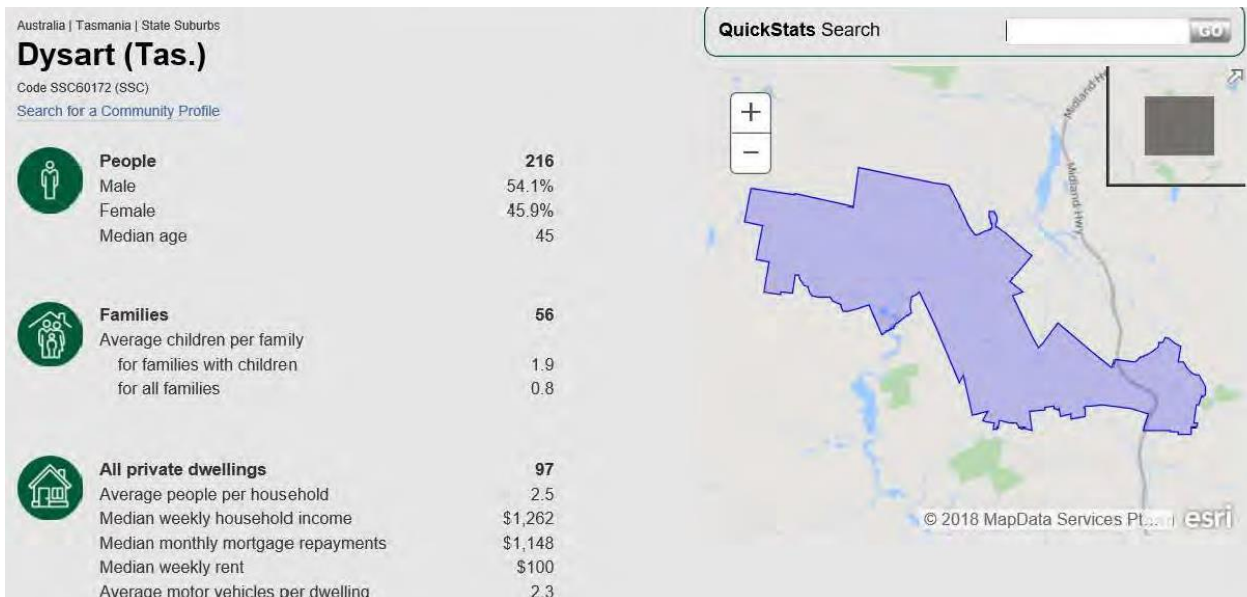 Australia | Tasmania | State Suburbs
Dysart (Tas.)
Code SSC60172 (SSC)
Search for a Community Profile
People 216
Male 54.1%
Female 45.9%
Median age 45
Families 56
Average children per family
for families with children 1.9
for all families 0.8
All private dwellings 97
Average people per household 2.5
Median weekly household income $1,262
Median monthly mortgage repayments $1,148
Median weekly rent $100
Average motor vehicles per dwelling 2.3
QuickStats Search GO
+
−
Midland Hwy
Midland Hwy
© 2018 MapData Services Pt... esri